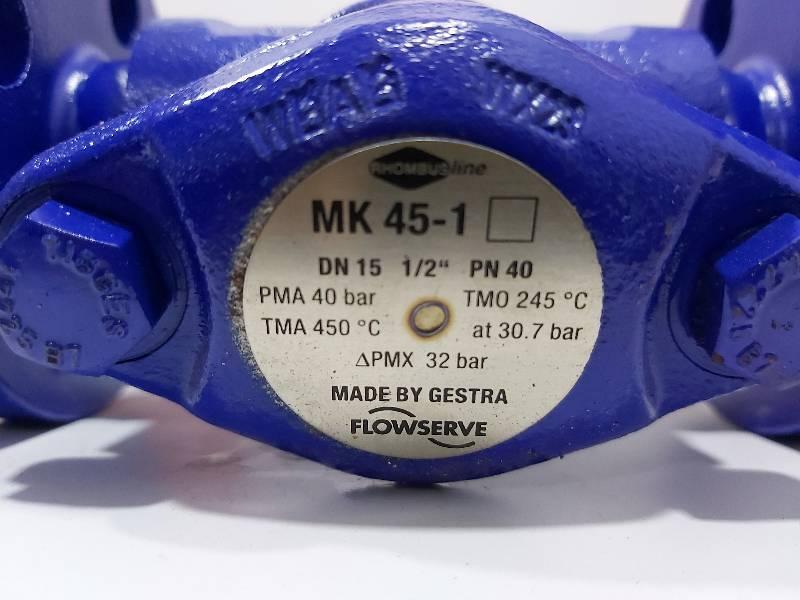 RHOMBUSline
MK 45-1
DN 15 1/2" PN 40
PMA 40 bar TMO 245 °C
TMA 450 °C at 30.7 bar
ΔPMX 32 bar
MADE BY GESTRA
FLOWSERVE